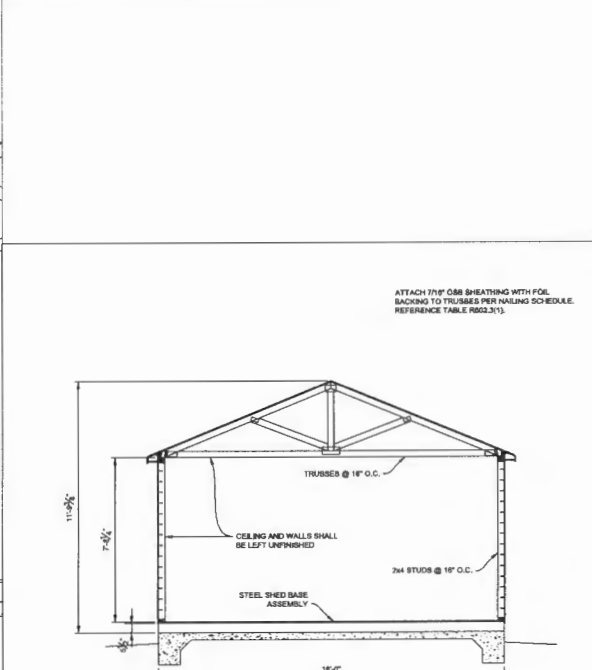 ATTACH 7/16" OSB SHEATHING WITH FOIL
BACKING TO TRUSSES PER NAILING SCHEDULE.
REFERENCE TABLE R602.3(1).
TRUSSES @ 16" O.C.
CEILING AND WALLS SHALL
BE LEFT UNFINISHED
2x4 STUDS @ 16" O.C.
STEEL SHED BASE
ASSEMBLY